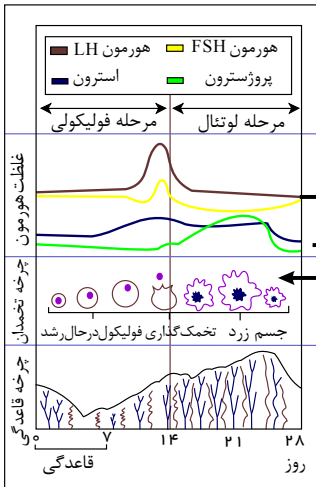 هورمون FSH هورمون LH
پروژسترون استرون
مرحله لوتئال مرحله فولیکولی
غلظت هورمون
چرخه تخمدان
جسم زرد تخمک‌گذاری فولیکول‌درحال‌رشد
چرخه قاعدگی
۰ ۷ ۱۴ ۲۱ ۲۸
قاعدگی روز